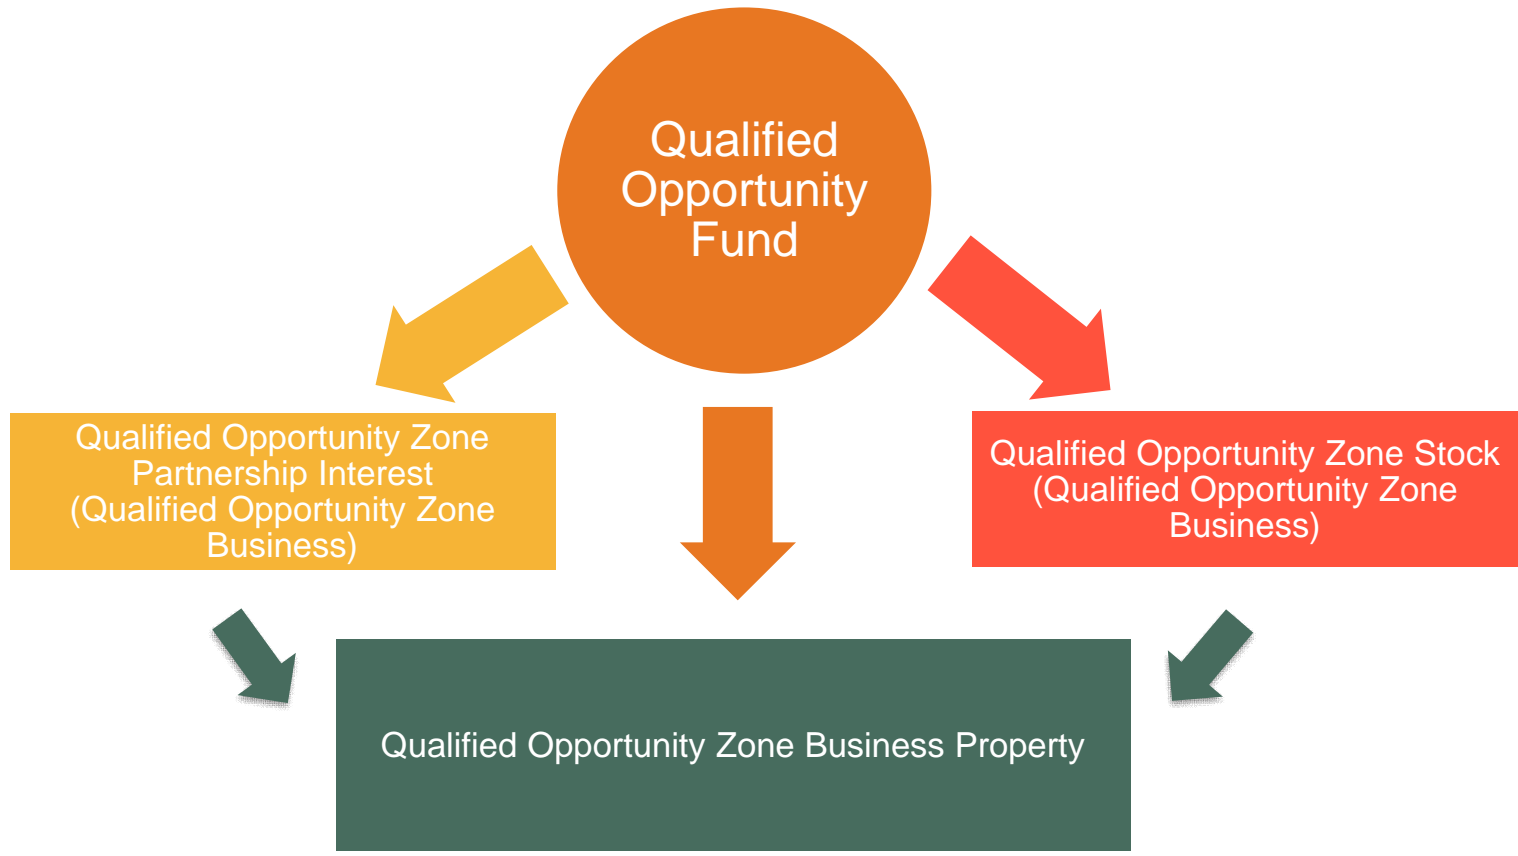 Qualified
Opportunity
Fund
Qualified Opportunity Zone
Partnership Interest
(Qualified Opportunity Zone
Business)
Qualified Opportunity Zone Stock
(Qualified Opportunity Zone
Business)
Qualified Opportunity Zone Business Property